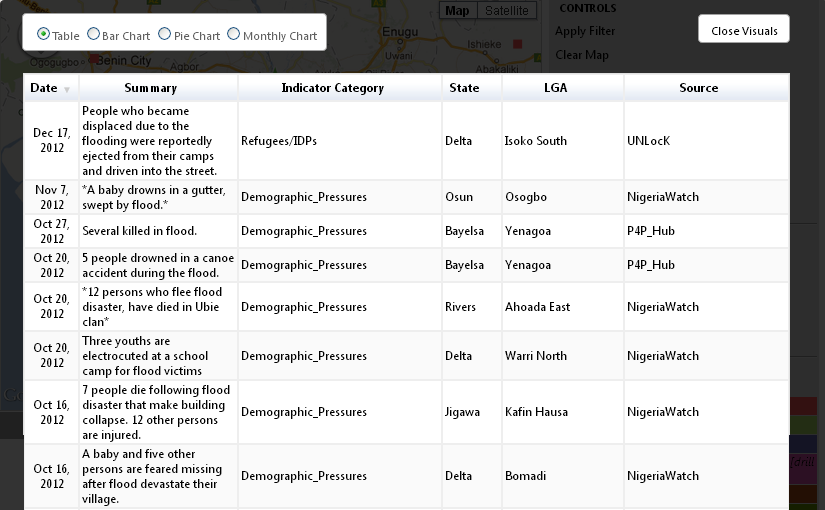 Map Satellite
CONTROLS
Apply Filter
Clear Map
Enugu
Uwani
Ishieke
Abakaliki
Ogogugbo
Benin City
Agbor
Table Bar Chart Pie Chart Monthly Chart
Close Visuals
Date Summary Indicator Category State LGA Source
Dec 17, 2012
People who became
displaced due to the
flooding were reportedly
ejected from their camps
and driven into the street.
Refugees/IDPs Delta Isoko South UNLocK
Nov 7, 2012
*A baby drowns in a gutter,
swept by flood.*
Demographic_Pressures Osun Osogbo NigeriaWatch
Oct 27, 2012
Several killed in flood.
Demographic_Pressures Bayelsa Yenagoa P4P_Hub
Oct 20, 2012
5 people drowned in a canoe
accident during the flood.
Demographic_Pressures Bayelsa Yenagoa P4P_Hub
Oct 20, 2012
*12 persons who flee flood
disaster, have died in Ubie
clan*
Demographic_Pressures Rivers Ahoada East NigeriaWatch
Oct 20, 2012
Three youths are
electrocuted at a school
camp for flood victims
Demographic_Pressures Delta Warri North NigeriaWatch
Oct 16, 2012
7 people die following flood
disaster that make building
collapse. 12 other persons
are injured.
Demographic_Pressures Jigawa Kafin Hausa NigeriaWatch
Oct 16, 2012
A baby and five other
persons are feared missing
after flood devastate their
village.
Demographic_Pressures Delta Bomadi NigeriaWatch
(drill